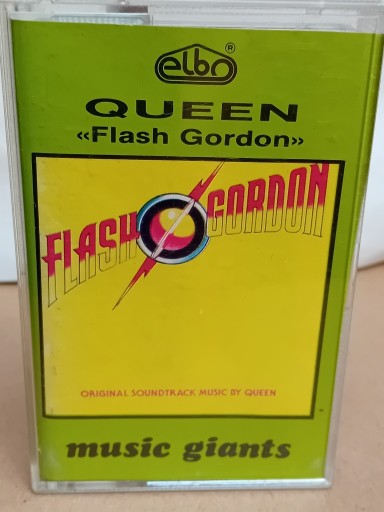 elbo ®
QUEEN
«Flash Gordon»
FLASH GORDON
ORIGINAL SOUNDTRACK MUSIC BY QUEEN
music giants